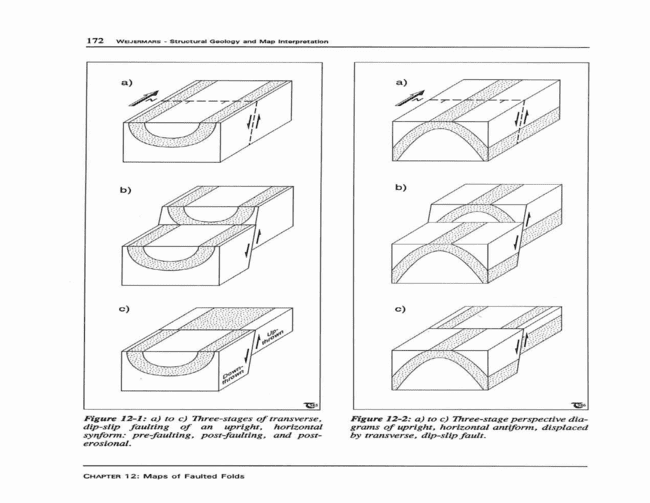 172 WEIJERMARS - Structural Geology and Map Interpretation
a)
N
b)
c)
Up-
thrown
Down-
thrown
Figure 12-1: a) to c) Three-stages of transverse,
dip-slip faulting of an upright, horizontal
synform: pre-faulting, post-faulting, and post-
erosional.
a)
N
b)
c)
Figure 12-2: a) to c) Three-stage perspective dia-
grams of upright, horizontal antiform, displaced
by transverse, dip-slip fault.
CHAPTER 12: Maps of Faulted Folds